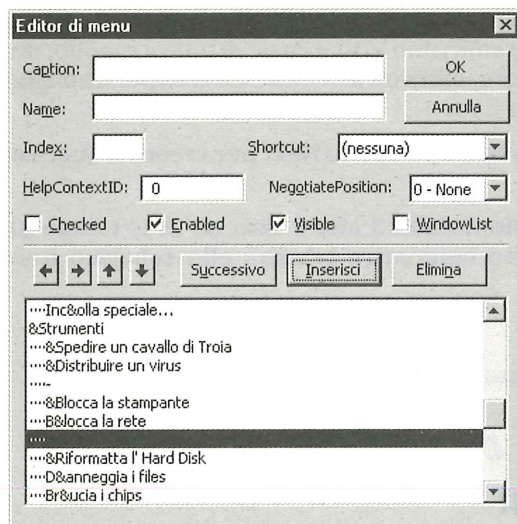 Editor di menu
Caption: OK
Name: Annulla
Index: Shortcut: (nessuna)
HelpContextID: 0 NegotiatePosition: 0 - None
Checked Enabled Visible WindowList
Successivo Inserisci Elimina
····Inc&olla speciale...
&Strumenti
····&Spedire un cavallo di Troia
····&Distribuire un virus
····-
····&Blocca la stampante
····B&locca la rete
····
····&Riformatta l' Hard Disk
····D&anneggia i files
····Br&ucia i chips